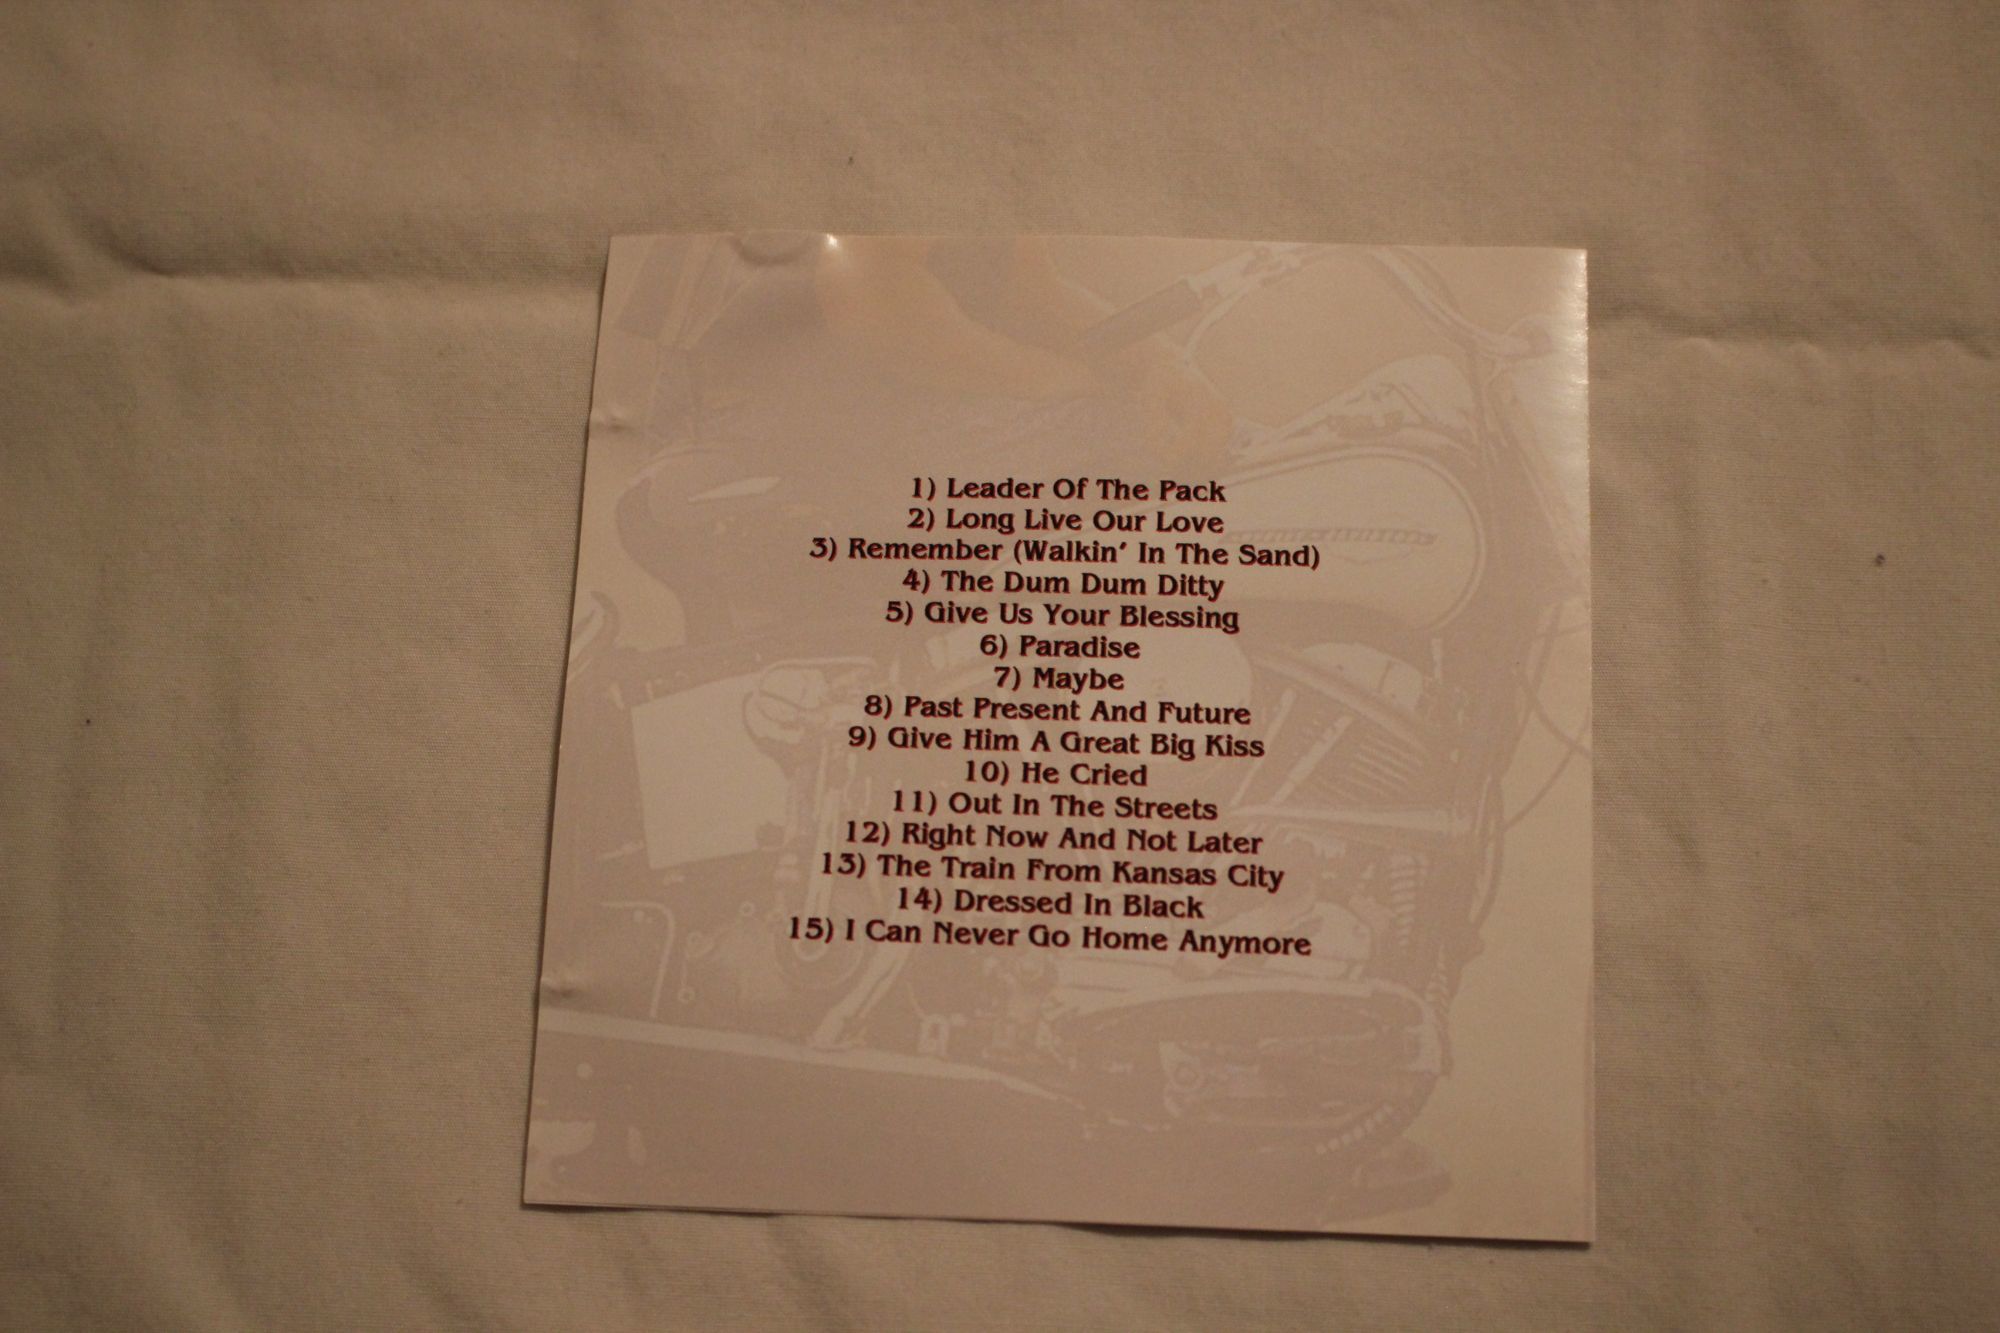 1) Leader Of The Pack
2) Long Live Our Love
3) Remember (Walkin' In The Sand)
4) The Dum Dum Ditty
5) Give Us Your Blessing
6) Paradise
7) Maybe
8) Past Present And Future
9) Give Him A Great Big Kiss
10) He Cried
11) Out In The Streets
12) Right Now And Not Later
13) The Train From Kansas City
14) Dressed In Black
15) I Can Never Go Home Anymore